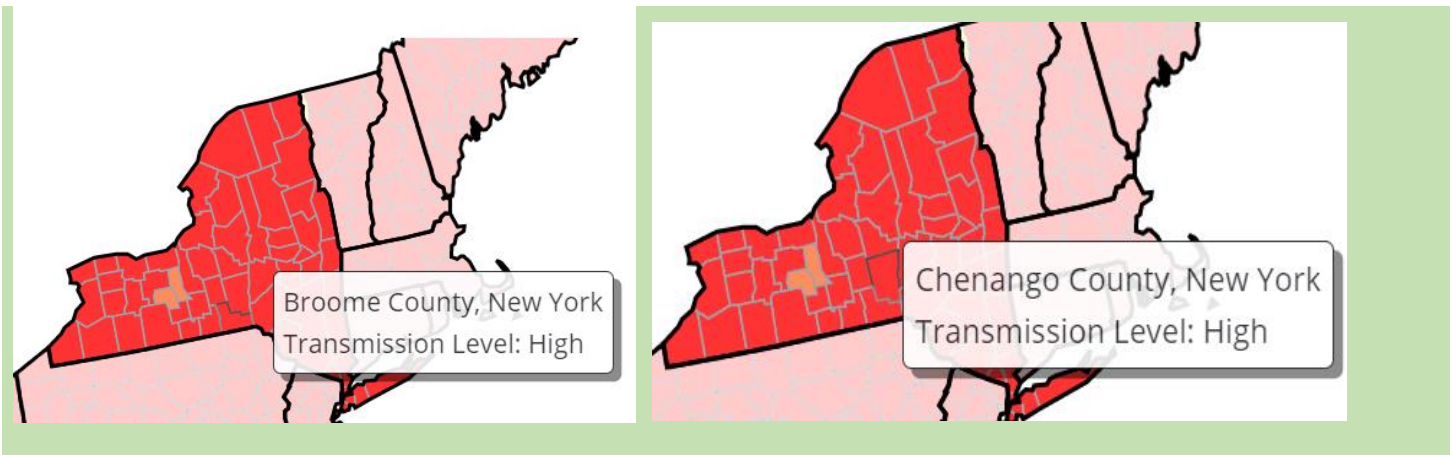 Broome County, New York
Transmission Level: High
Chenango County, New York
Transmission Level: High